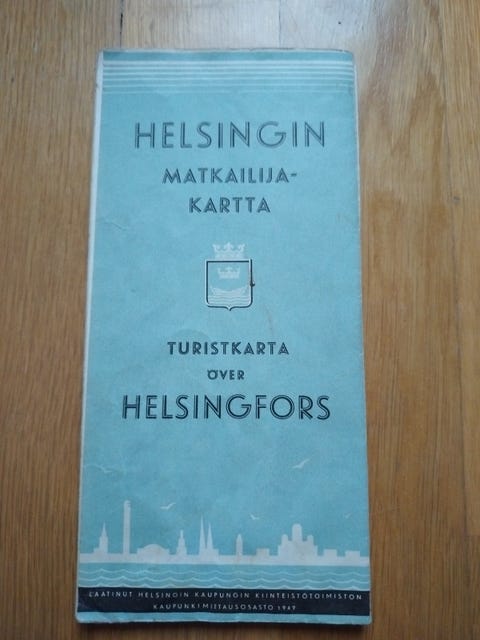 HELSINGIN
MATKAILIJA-
KARTTA
TURISTKARTA
ÖVER
HELSINGFORS
LAATINUT HELSINGIN KAUPUNGIN KIINTEISTÖTOIMISTON
KAUPUNKIMITTAUSOSASTO 1949